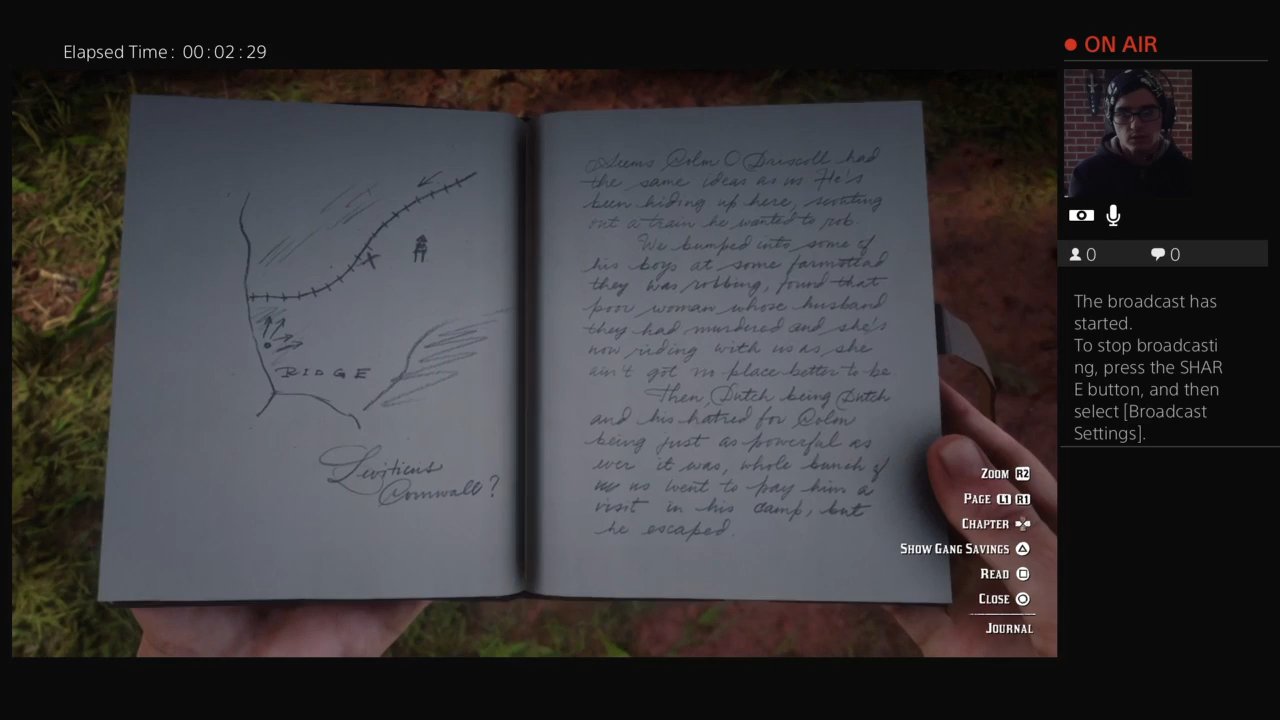 Elapsed Time: 00:02:29
ON AIR
RIDGE
Leviticus
Cornwall?
Seems Colm O'Driscoll had
the same ideas as us He's
been hiding up here, scouting
out a train he wanted to rob
We bumped into some of
his boys at some farmstead
they was robbing, found that
poor woman whose husband
they had murdered and she's
now riding with us as she
ain't got no place better to be
Then Dutch being Dutch
and his hatred for Colm
being just as powerful as
ever it was, whole bunch of
us went to pay him a
visit in his camp, but
he escaped.
ZOOM R2
PAGE L1 R1
CHAPTER
SHOW GANG SAVINGS
READ
CLOSE
JOURNAL
0
0
The broadcast has
started.
To stop broadcasti
ng, press the SHAR
E button, and then
select [Broadcast
Settings].